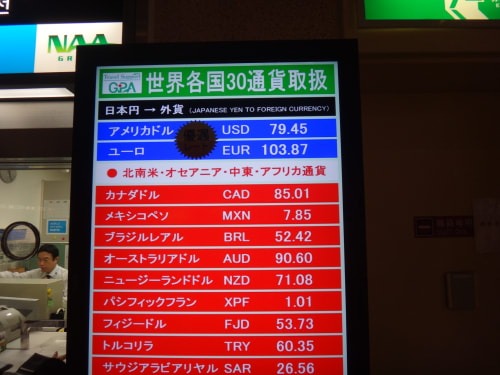 NAA
GPA 世界各国30通貨取扱
日本円 → 外貨 (JAPANESE YEN TO FOREIGN CURRENCY)
アメリカドル USD 79.45
優遇
ユーロ EUR 103.87
● 北南米・オセアニア・中東・アフリカ通貨
カナダドル CAD 85.01
メキシコペソ MXN 7.85
ブラジルレアル BRL 52.42
オーストラリアドル AUD 90.60
ニュージーランドドル NZD 71.08
パシフィックフラン XPF 1.01
フィジードル FJD 53.73
トルコリラ TRY 60.35
サウジアラビアリヤル SAR 26.56